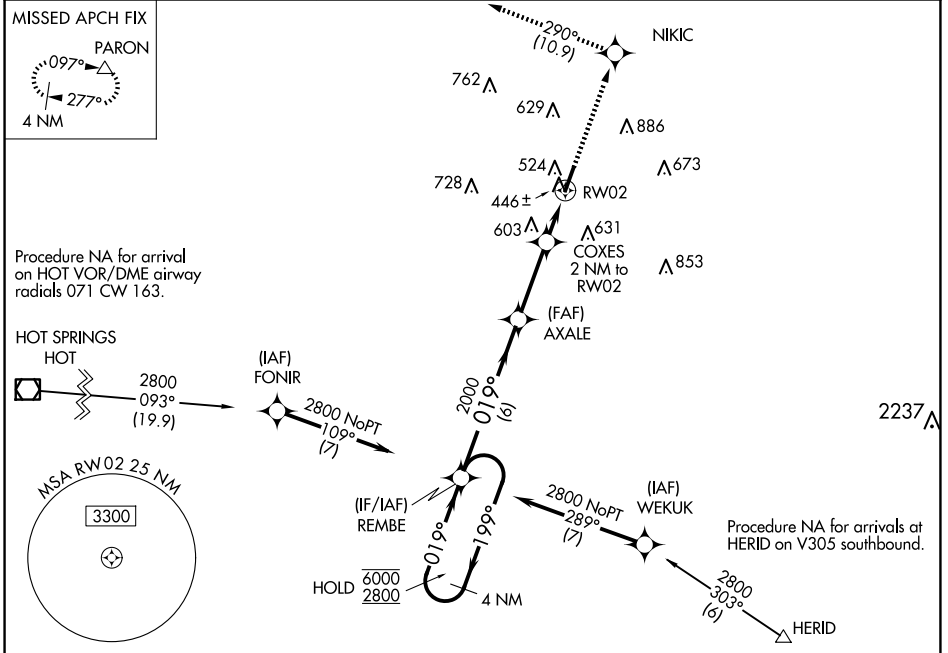 MISSED APCH FIX
PARON
097°
277°
4 NM
290°
(10.9)
NIKIC
762
629
886
524
673
728
446±
RW02
603
631
COXES
2 NM to
RW02
853
Procedure NA for arrival
on HOT VOR/DME airway
radials 071 CW 163.
HOT SPRINGS
HOT
2800
093°
(19.9)
(IAF)
FONIR
2800 NoPT
109°
(7)
(FAF)
AXALE
2000
019°
(6)
2237
MSA RW02 25 NM
3300
(IF/IAF)
REMBE
019°
199°
HOLD
6000
2800
4 NM
2800 NoPT
289°
(7)
(IAF)
WEKUK
Procedure NA for arrivals at
HERID on V305 southbound.
2800
303°
(6)
HERID